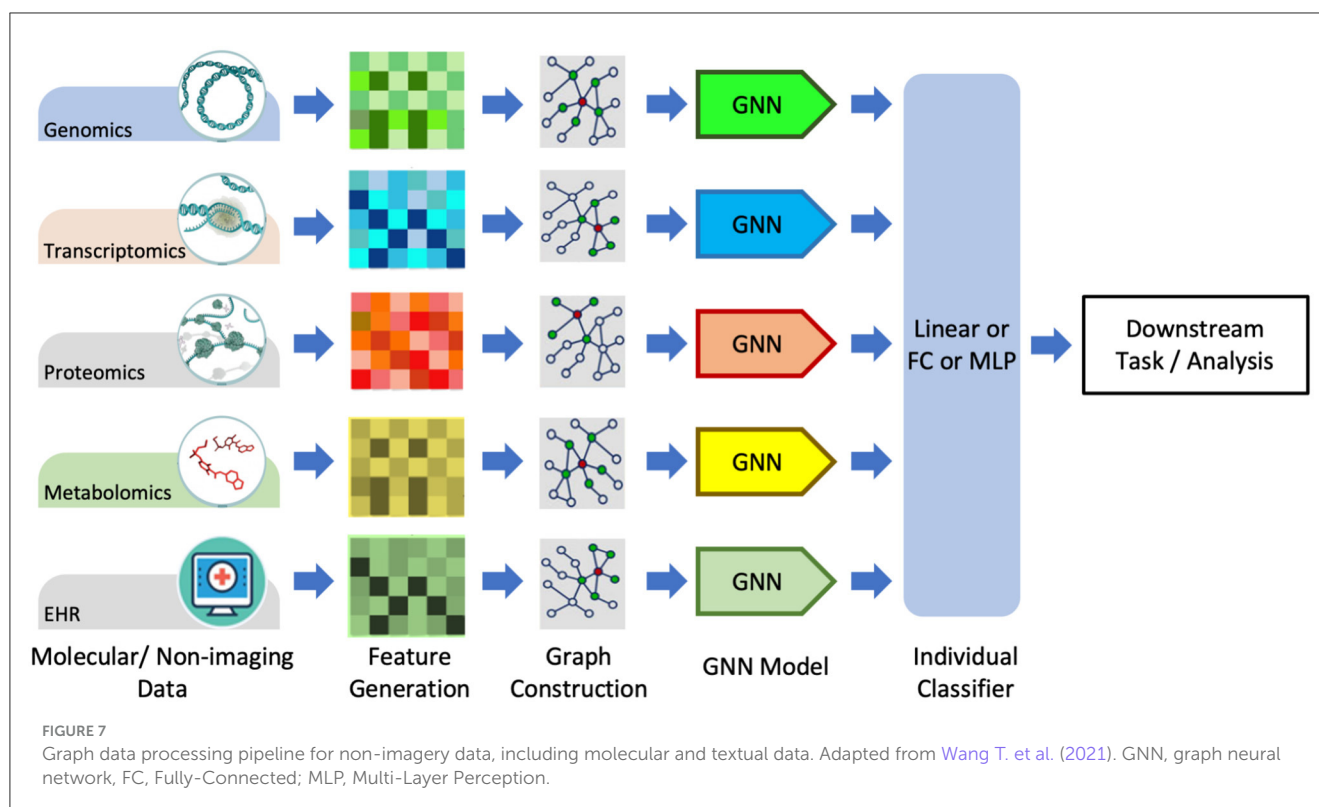 Genomics
GNN
Transcriptomics
GNN
Proteomics
GNN
Linear or
FC or MLP
Downstream
Task / Analysis
Metabolomics
GNN
EHR
GNN
Molecular/ Non-imaging
Data
Feature
Generation
Graph
Construction
GNN Model
Individual
Classifier
FIGURE 7
Graph data processing pipeline for non-imagery data, including molecular and textual data. Adapted from Wang T. et al. (2021). GNN, graph neural
network, FC, Fully-Connected; MLP, Multi-Layer Perception.